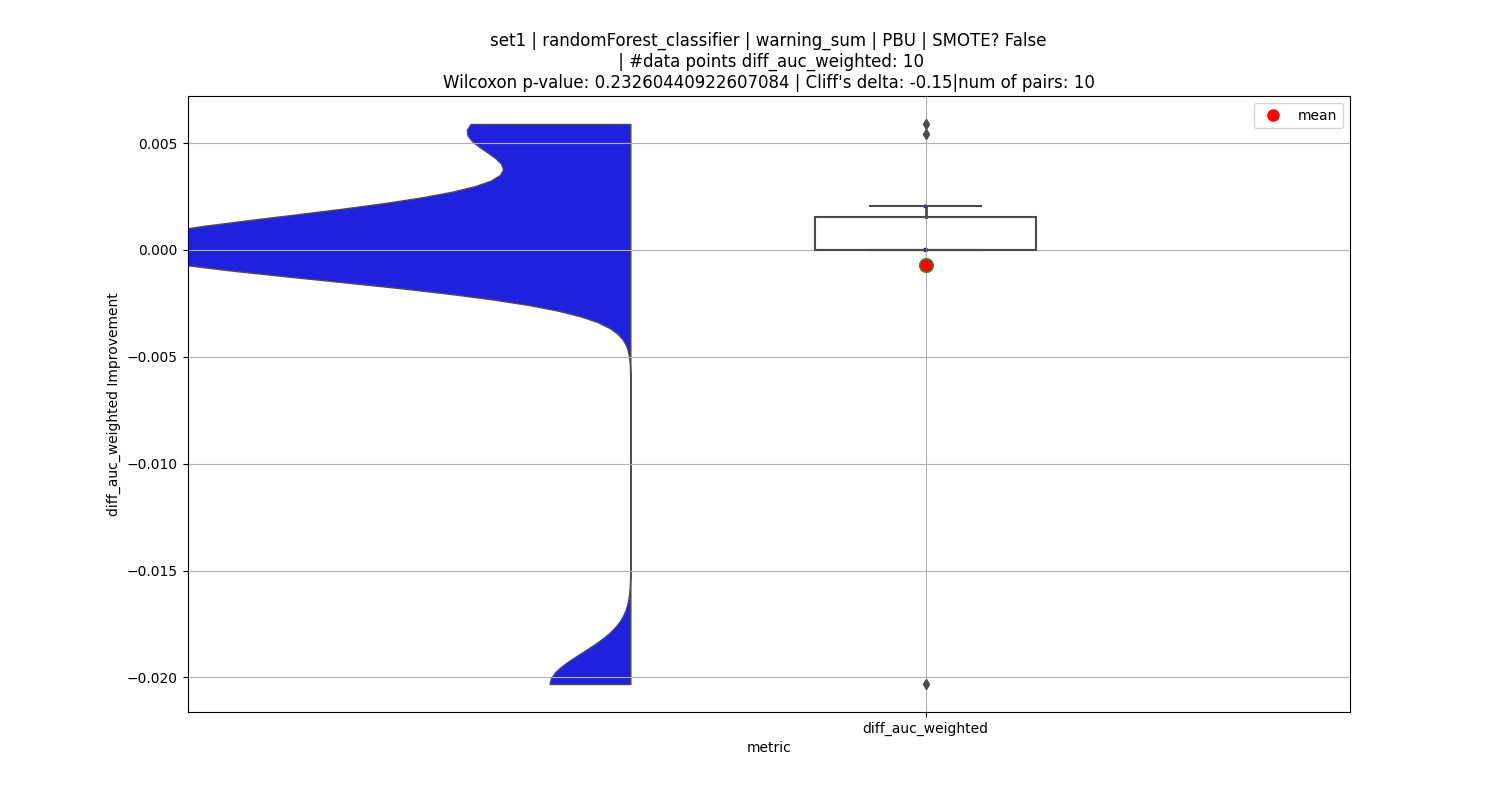 set1 | randomForest_classifier | warning_sum | PBU | SMOTE? False
| #data points diff_auc_weighted: 10
Wilcoxon p-value: 0.23260440922607084 | Cliff's delta: -0.15|num of pairs: 10
mean
0.005
0.000
−0.005
−0.010
−0.015
−0.020
diff_auc_weighted Improvement
diff_auc_weighted
metric